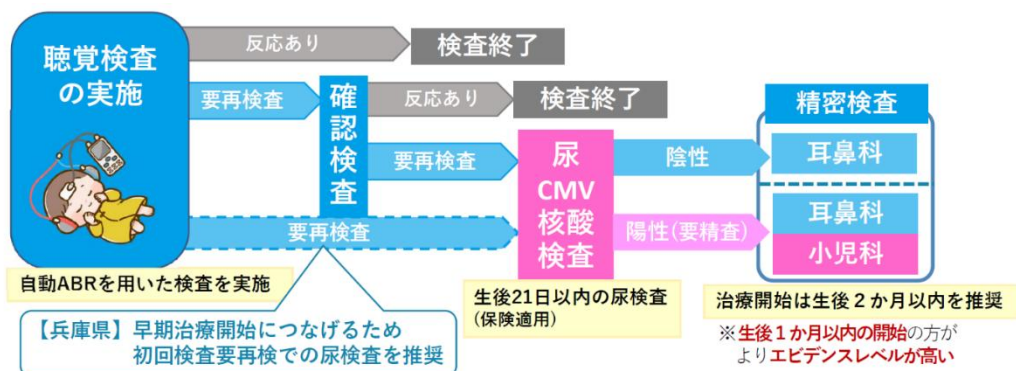 聴覚検査
の実施
反応あり
検査終了
要再検査
確認検査
反応あり
検査終了
要再検査
要再検査
尿
CMV
核酸
検査
陰性
陽性(要精査)
精密検査
耳鼻科
耳鼻科
小児科
自動ABRを用いた検査を実施
生後21日以内の尿検査
(保険適用)
治療開始は生後２か月以内を推奨
※生後１か月以内の開始の方が
よりエビデンスレベルが高い
【兵庫県】早期治療開始につなげるため
初回検査要再検での尿検査を推奨